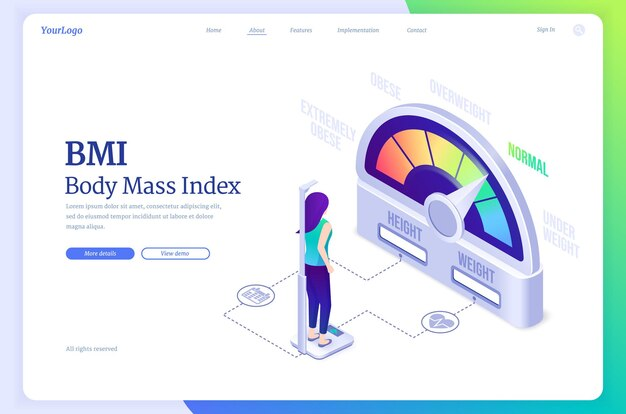 YourLogo
Home
About
Features
Implementation
Contact
Sign In
BMI
Body Mass Index
Lorem ipsum dolor sit amet, consectetur adipiscing elit,
sed do eiusmod tempor incididunt ut labore et dolore magna
aliqua.
More details
View demo
EXTREMELY
OBESE
OBESE
OVERWEIGHT
NORMAL
UNDER
WEIGHT
HEIGHT
WEIGHT
All rights reserved